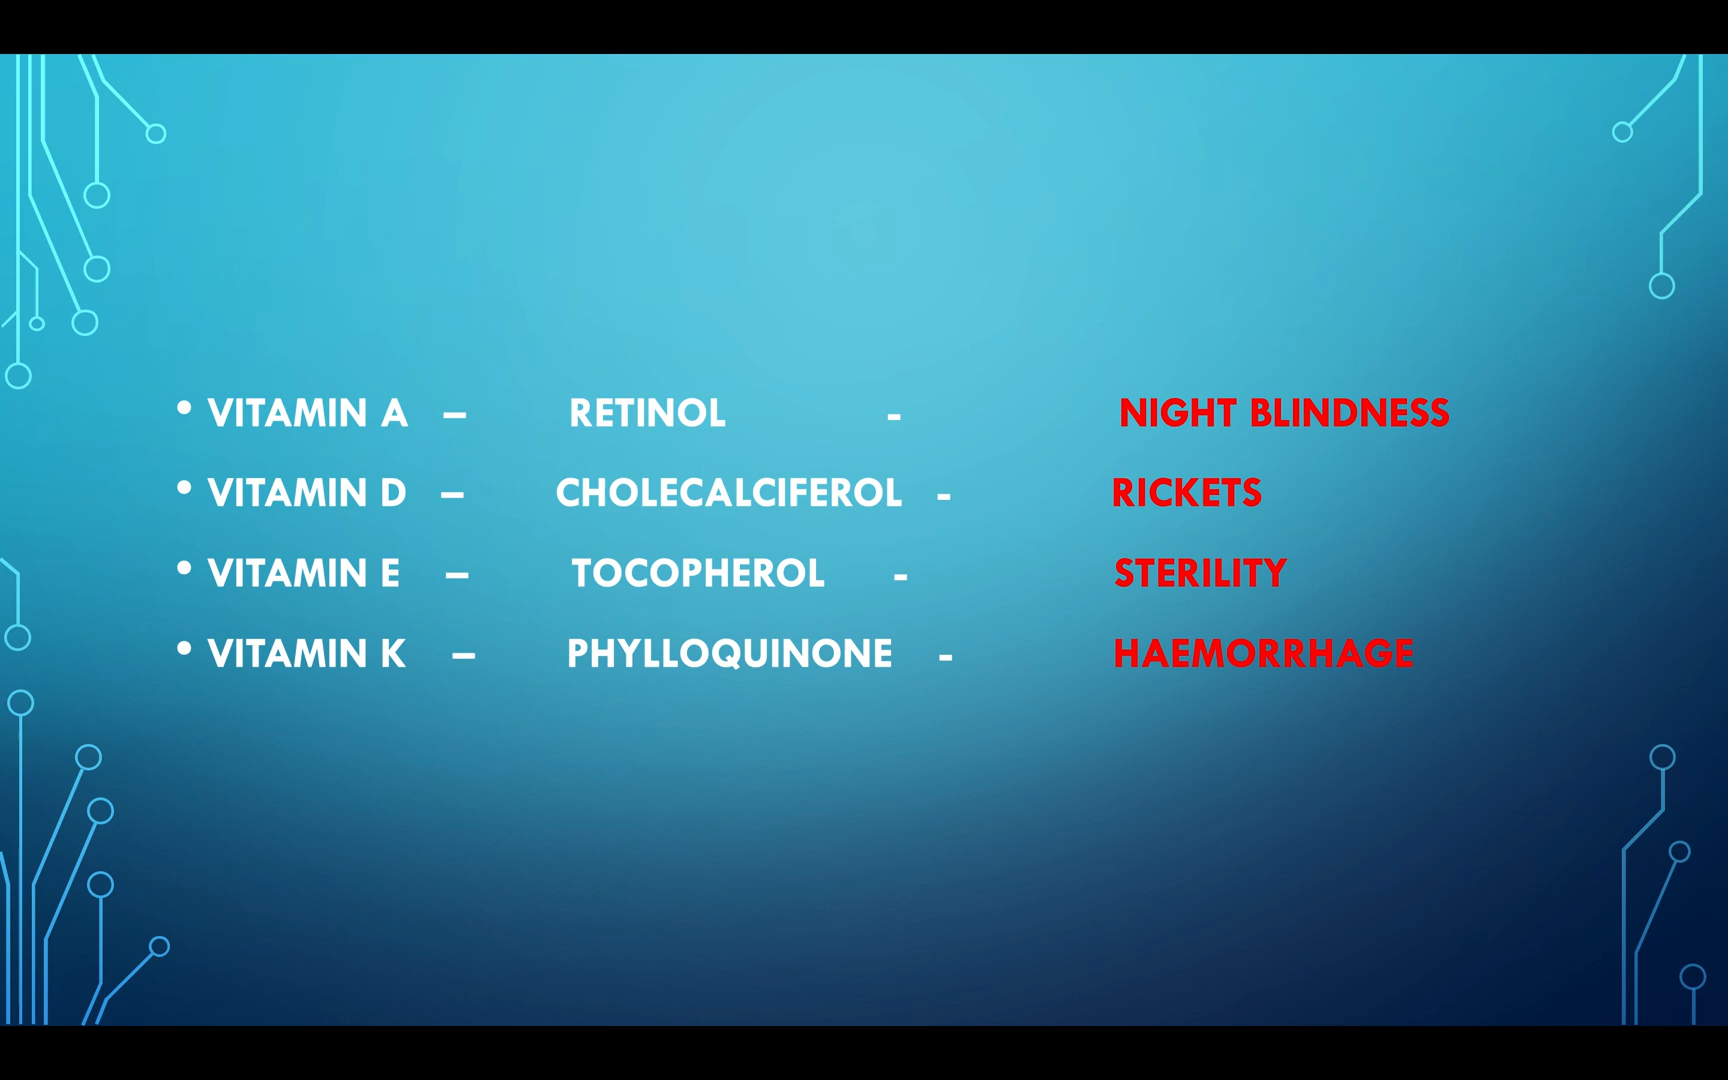 • VITAMIN A – RETINOL - NIGHT BLINDNESS
• VITAMIN D – CHOLECALCIFEROL - RICKETS
• VITAMIN E – TOCOPHEROL - STERILITY
• VITAMIN K – PHYLLOQUINONE - HAEMORRHAGE